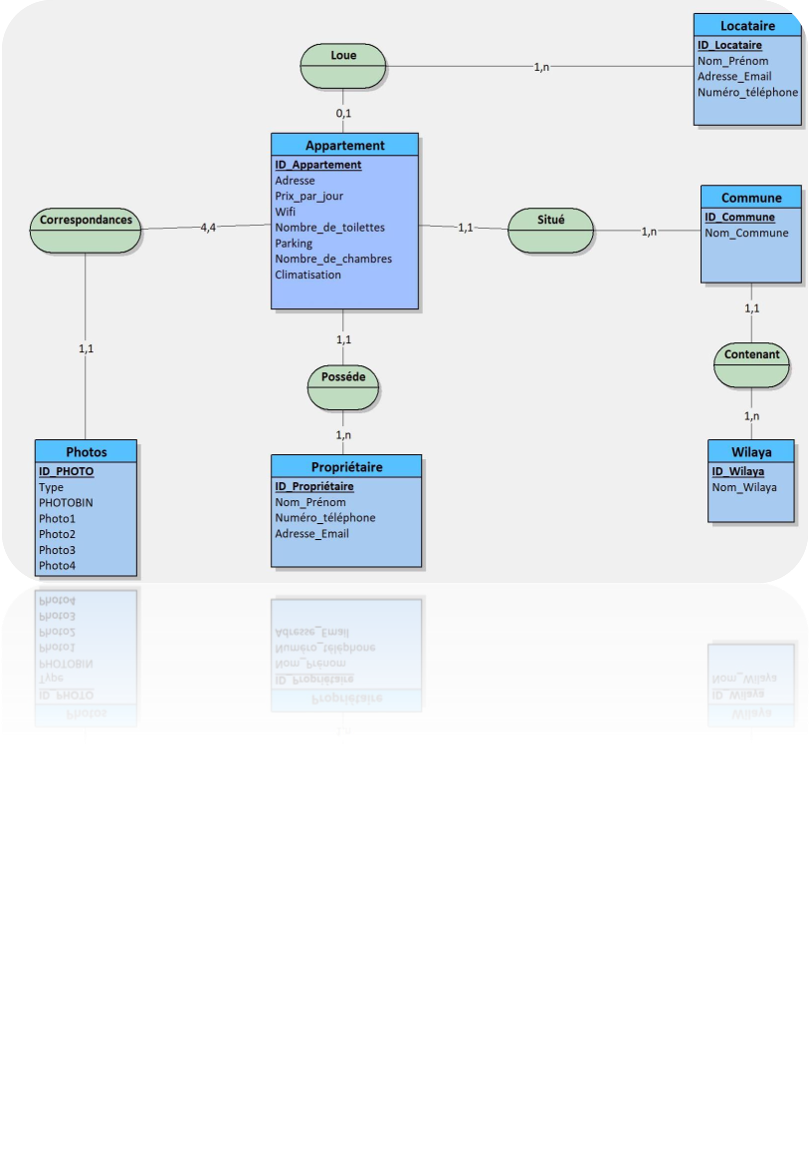 Locataire
ID_Locataire
Nom_Prénom
Adresse_Email
Numéro_téléphone
Loue
1,n
0,1
Appartement
ID_Appartement
Adresse
Prix_par_jour
Wifi
Nombre_de_toilettes
Parking
Nombre_de_chambres
Climatisation
Correspondances
4,4
1,1
Situé
1,n
Commune
ID_Commune
Nom_Commune
1,1
1,1
1,1
Contenant
Posséde
1,n
1,n
Photos
ID_PHOTO
Type
PHOTOBIN
Photo1
Photo2
Photo3
Photo4
Propriétaire
ID_Propriétaire
Nom_Prénom
Numéro_téléphone
Adresse_Email
Wilaya
ID_Wilaya
Nom_Wilaya